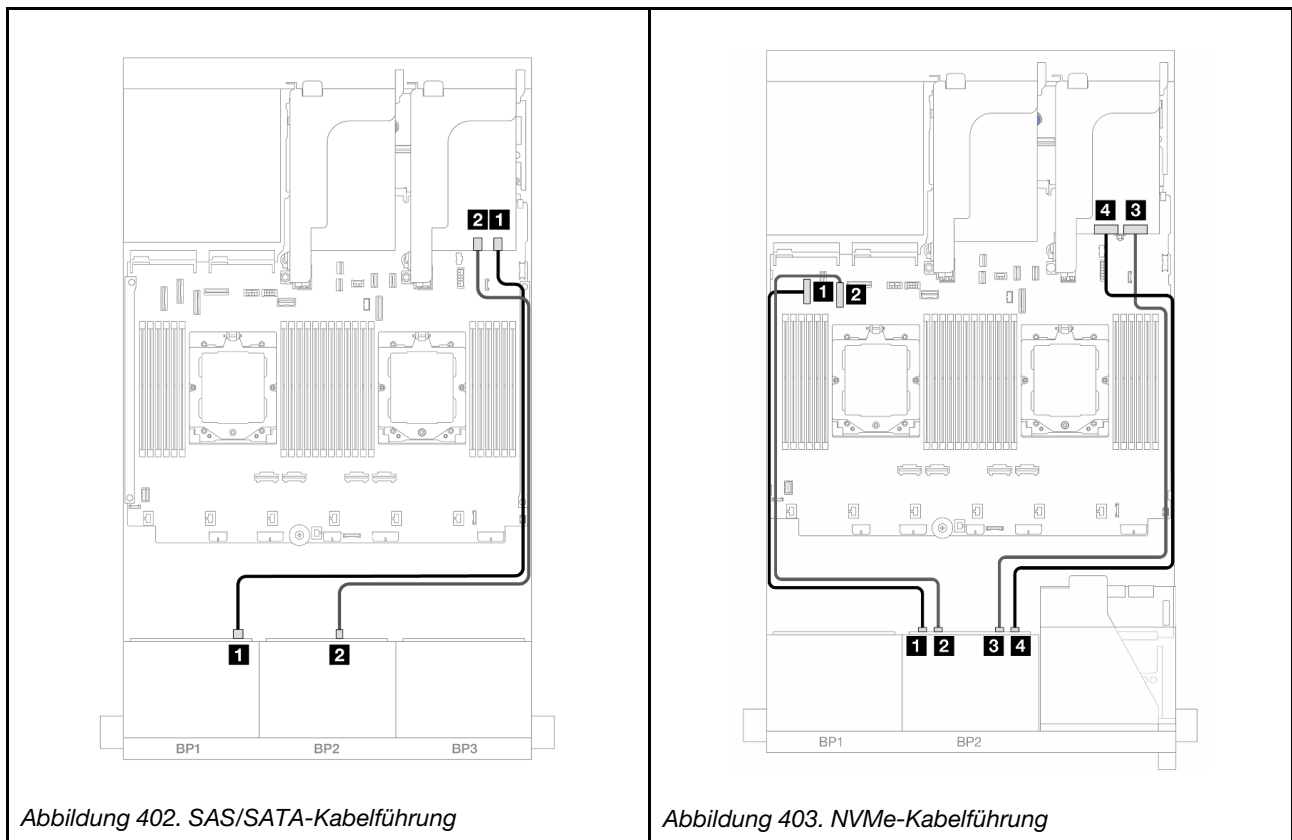 2 1
1 2
BP1 BP2 BP3
Abbildung 402. SAS/SATA-Kabelführung
4 3
1 2
1 2 3 4
BP1 BP2
Abbildung 403. NVMe-Kabelführung